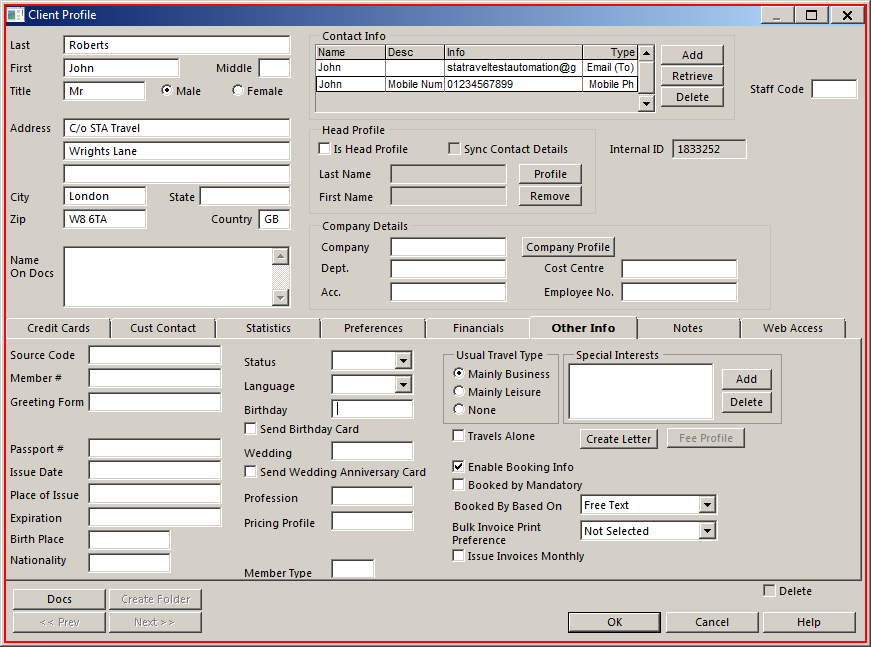 Client Profile
Last Roberts
First John Middle
Title Mr Male Female
Address C/o STA Travel
Wrights Lane
City London State
Zip W8 6TA Country GB
Name
On Docs
Contact Info
Name Desc Info Type
John statraveltestautomation@g Email (To)
John Mobile Num 01234567899 Mobile Ph
Add
Retrieve
Delete
Staff Code
Head Profile
Is Head Profile Sync Contact Details
Last Name Profile
First Name Remove
Internal ID 1833252
Company Details
Company Company Profile
Dept. Cost Centre
Acc. Employee No.
Credit Cards Cust Contact Statistics Preferences Financials Other Info Notes Web Access
Source Code
Member #
Greeting Form
Passport #
Issue Date
Place of Issue
Expiration
Birth Place
Nationality
Status
Language
Birthday
Send Birthday Card
Wedding
Send Wedding Anniversary Card
Profession
Pricing Profile
Member Type
Usual Travel Type
Mainly Business
Mainly Leisure
None
Special Interests
Add
Delete
Travels Alone Create Letter Fee Profile
Enable Booking Info
Booked by Mandatory
Booked By Based On Free Text
Bulk Invoice Print
Preference Not Selected
Issue Invoices Monthly
Delete
Docs Create Folder
<< Prev Next >>
OK Cancel Help